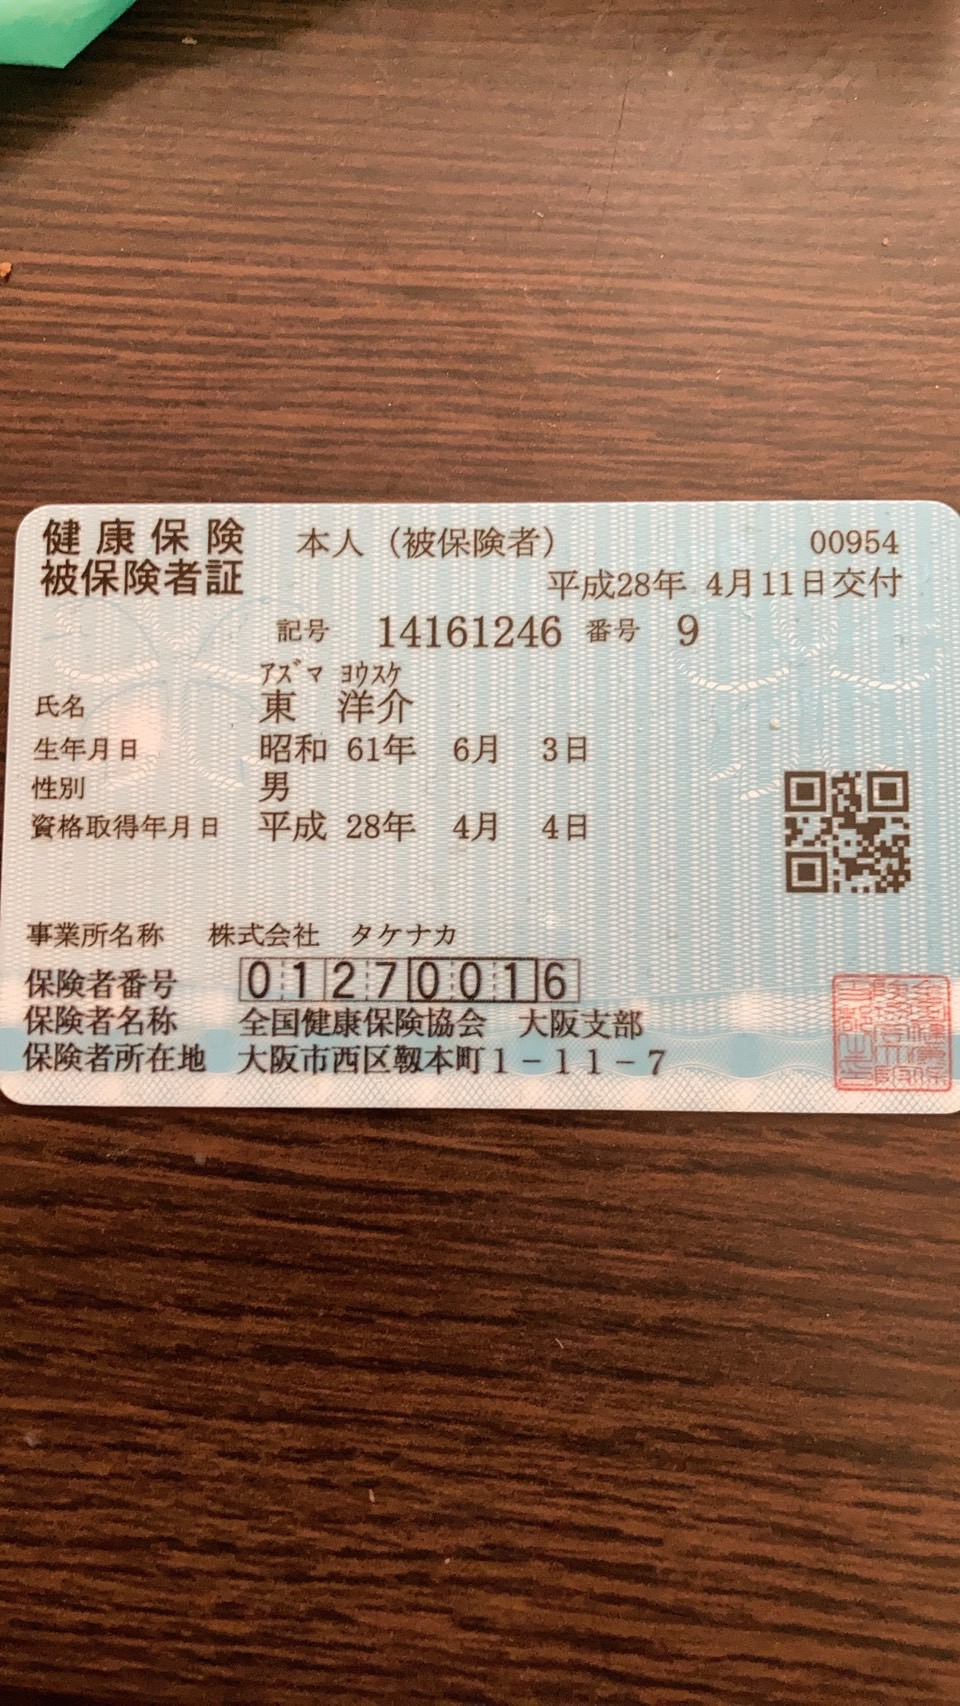 健康保険 本人（被保険者） 00954
被保険者証 平成28年 4月11日交付
記号 14161246 番号 9
ｱｽﾞﾏ ﾖｳｽｹ
氏名 東 洋介
生年月日 昭和 61年 6月 3日
性別 男
資格取得年月日 平成 28年 4月 4日
事業所名称 株式会社 タケナカ
保険者番号 01270016
保険者名称 全国健康保険協会 大阪支部
保険者所在地 大阪市西区靱本町1－11－7